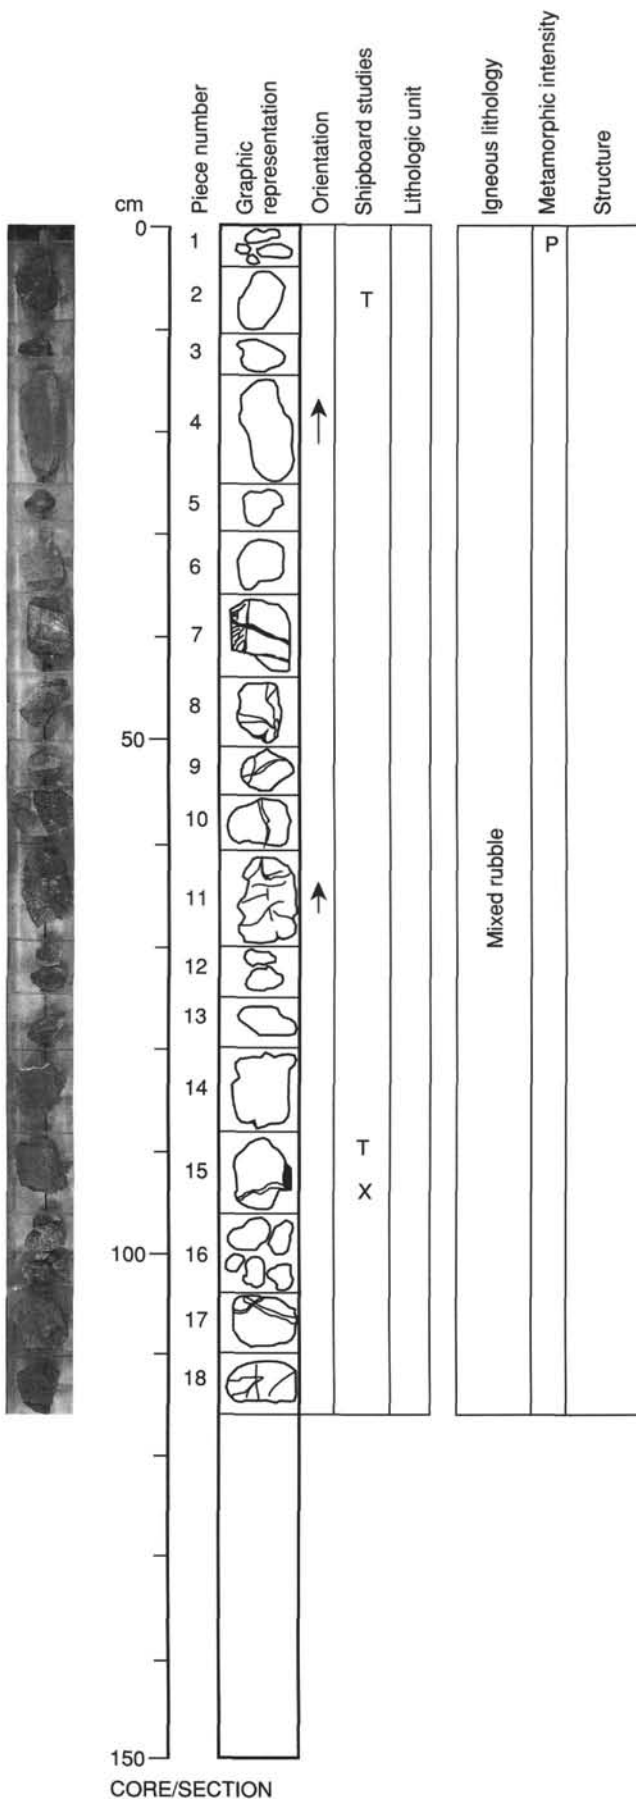 cm
Piece number
Graphic
representation
Orientation
Shipboard studies
Lithologic unit
Igneous lithology
Metamorphic intensity
Structure
0
1
P
2
T
3
4
5
6
7
8
50
9
10
11
Mixed rubble
12
13
14
15
T
X
100
16
17
18
150
CORE/SECTION